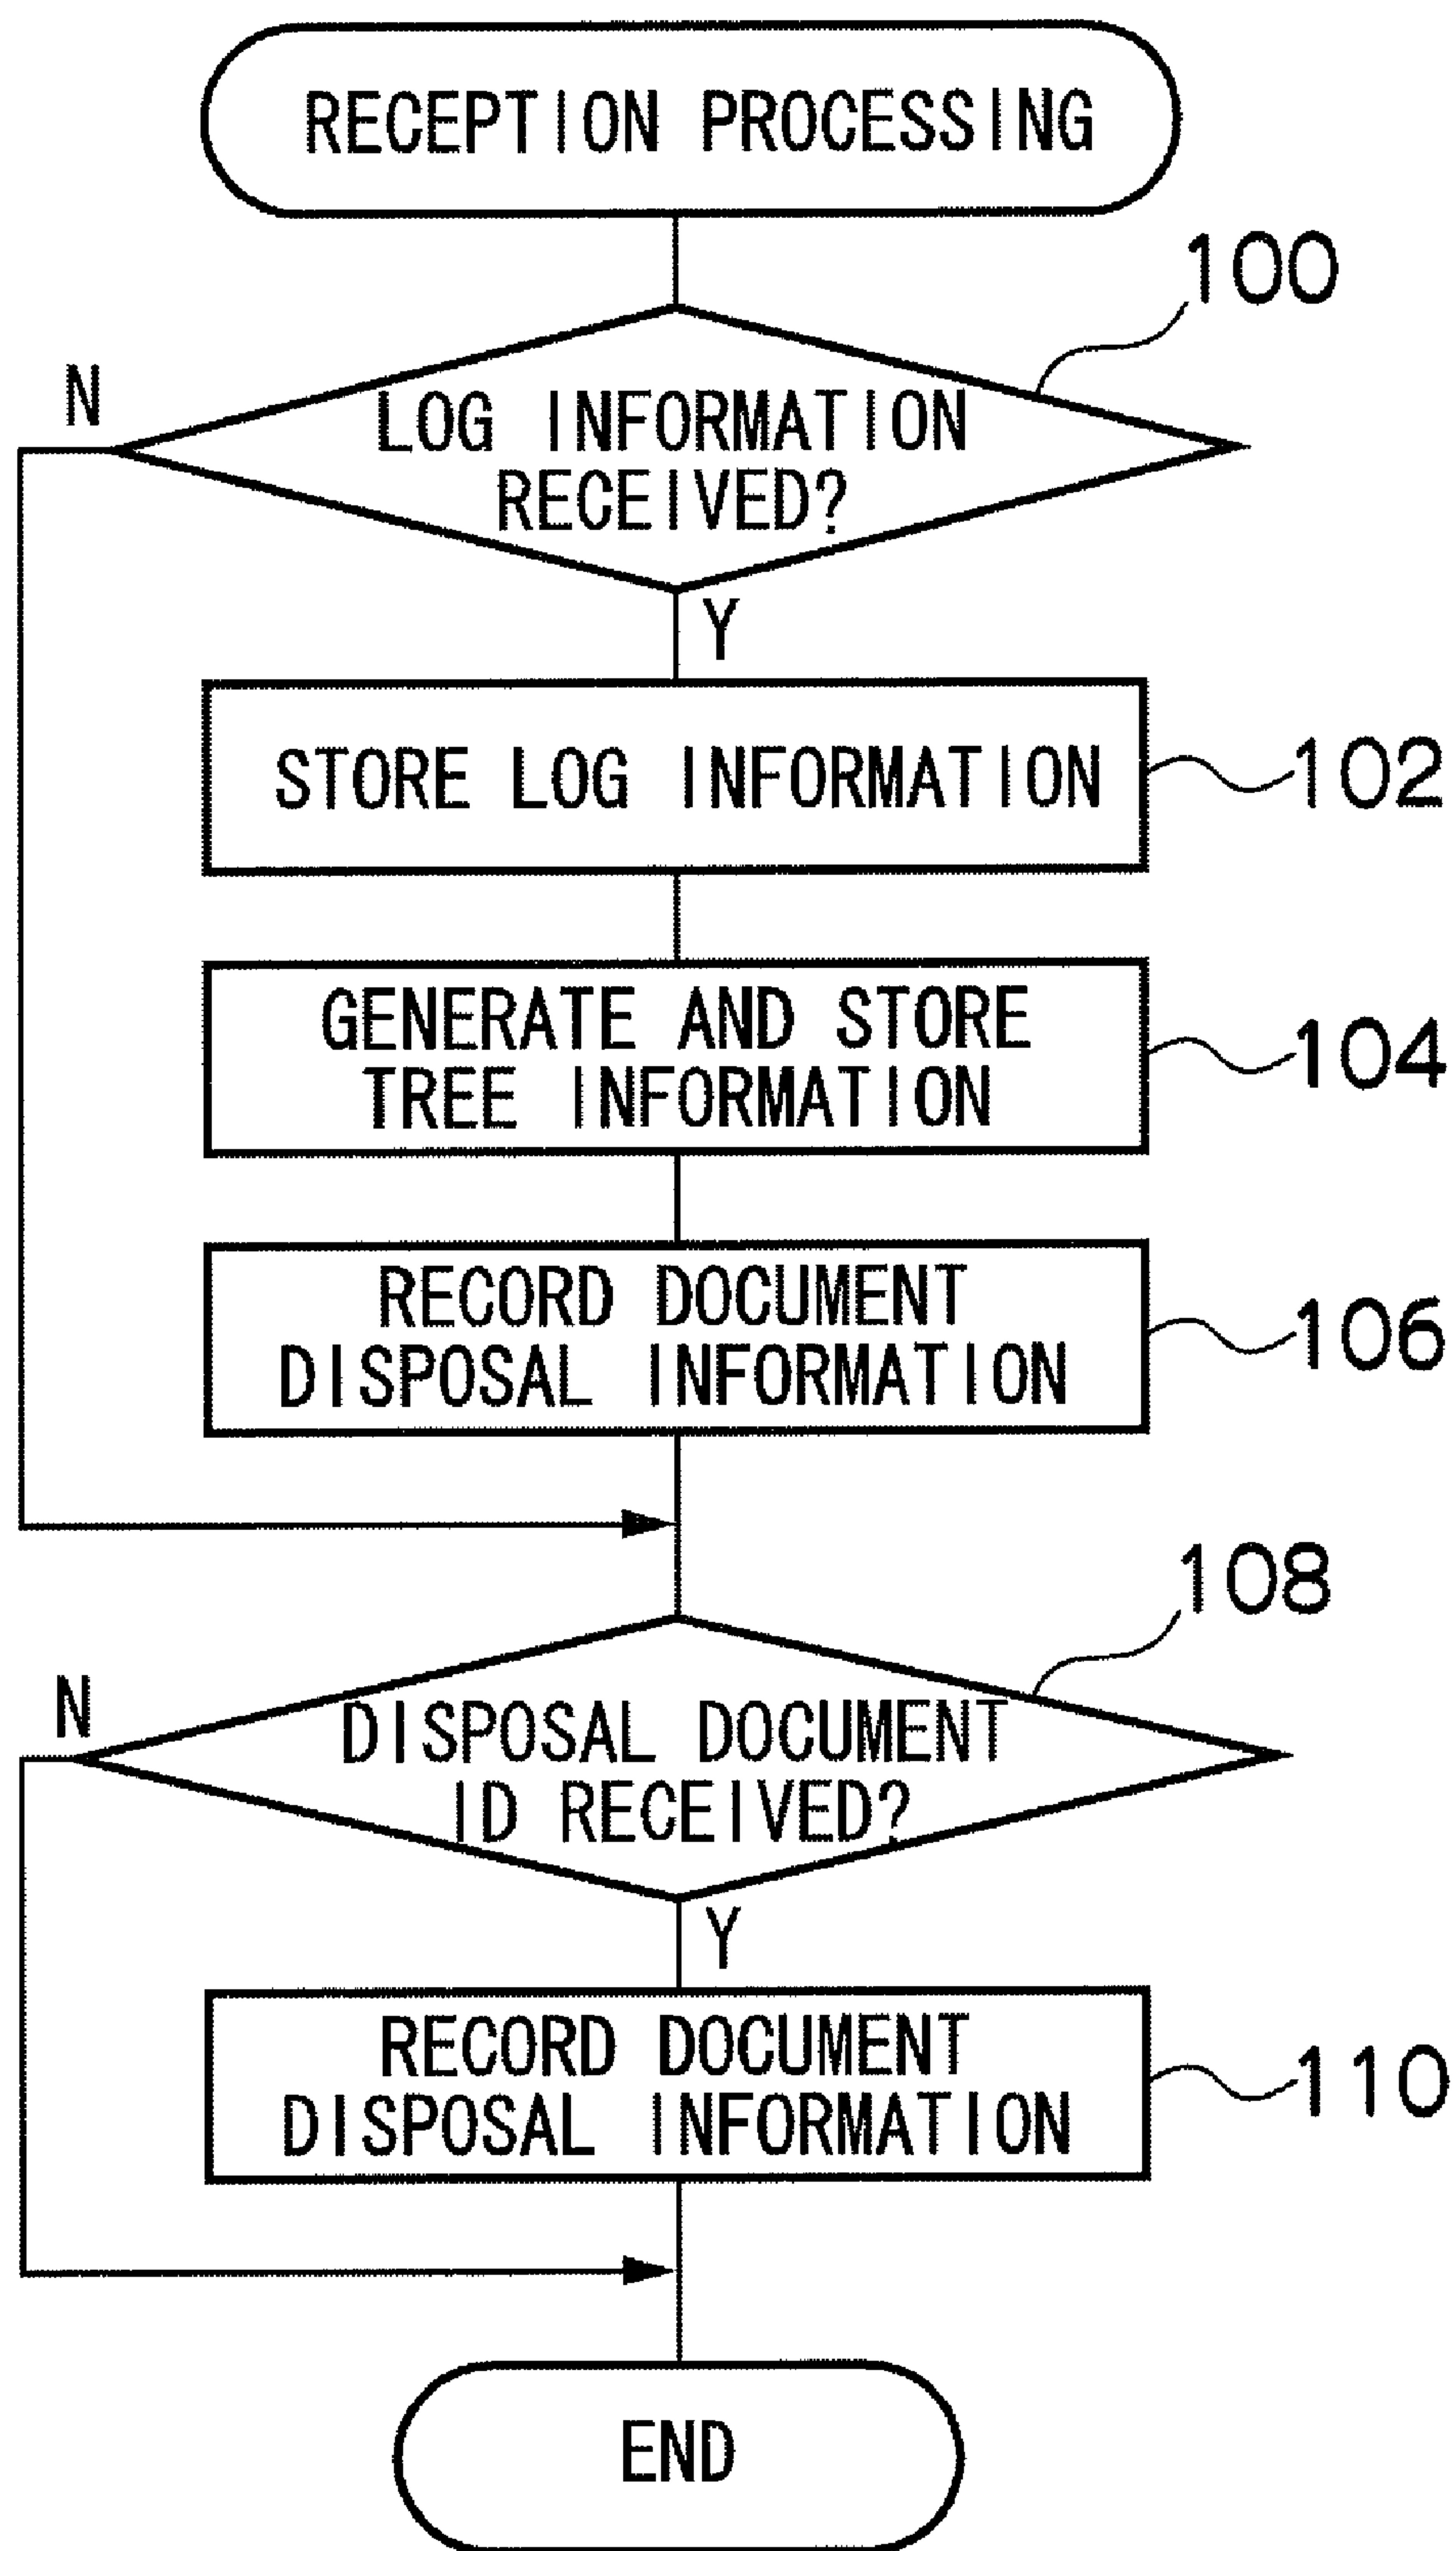 RECEPTION PROCESSING
100
N
LOG INFORMATION
RECEIVED?
Y
STORE LOG INFORMATION
102
GENERATE AND STORE
TREE INFORMATION
104
RECORD DOCUMENT
DISPOSAL INFORMATION
106
108
N
DISPOSAL DOCUMENT
ID RECEIVED?
Y
RECORD DOCUMENT
DISPOSAL INFORMATION
110
END